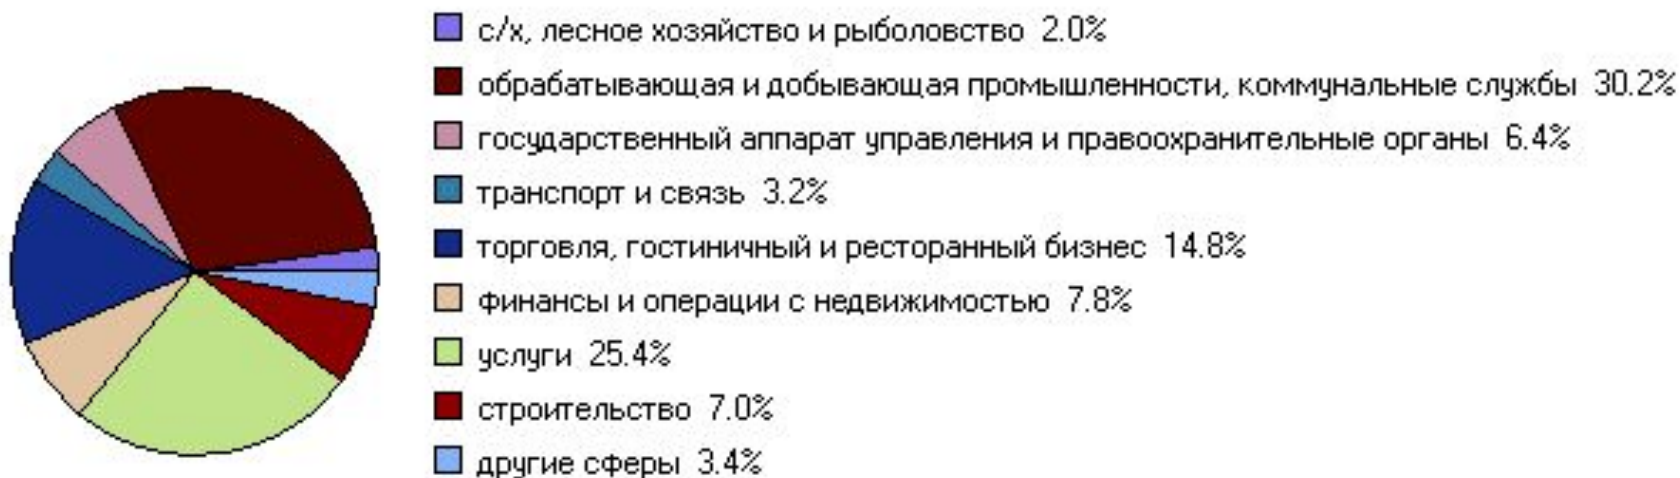 с/х, лесное хозяйство и рыболовство 2.0%
обрабатывающая и добывающая промышленности, коммунальные службы 30.2%
государственный аппарат управления и правоохранительные органы 6.4%
транспорт и связь 3.2%
торговля, гостиничный и ресторанный бизнес 14.8%
финансы и операции с недвижимостью 7.8%
услуги 25.4%
строительство 7.0%
другие сферы 3.4%